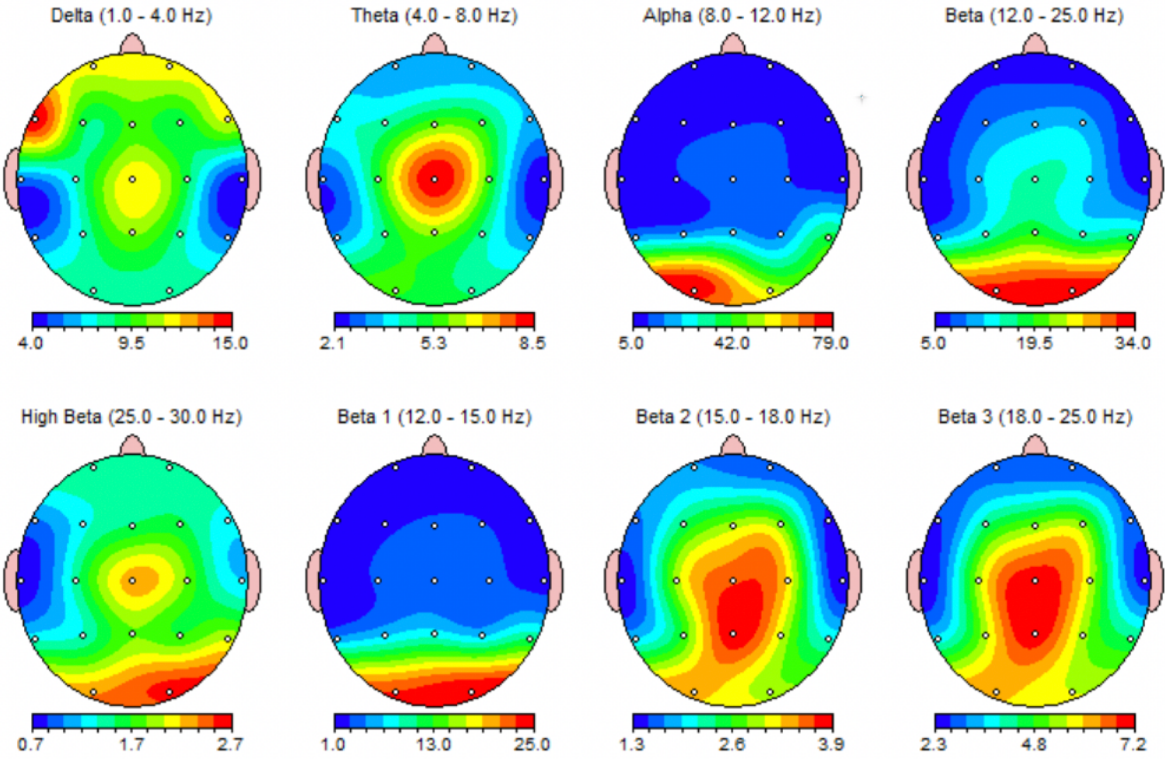 Delta (1.0 - 4.0 Hz)
Theta (4.0 - 8.0 Hz)
Alpha (8.0 - 12.0 Hz)
Beta (12.0 - 25.0 Hz)
4.0 9.5 15.0
2.1 5.3 8.5
5.0 42.0 79.0
5.0 19.5 34.0
High Beta (25.0 - 30.0 Hz)
Beta 1 (12.0 - 15.0 Hz)
Beta 2 (15.0 - 18.0 Hz)
Beta 3 (18.0 - 25.0 Hz)
0.7 1.7 2.7
1.0 13.0 25.0
1.3 2.6 3.9
2.3 4.8 7.2